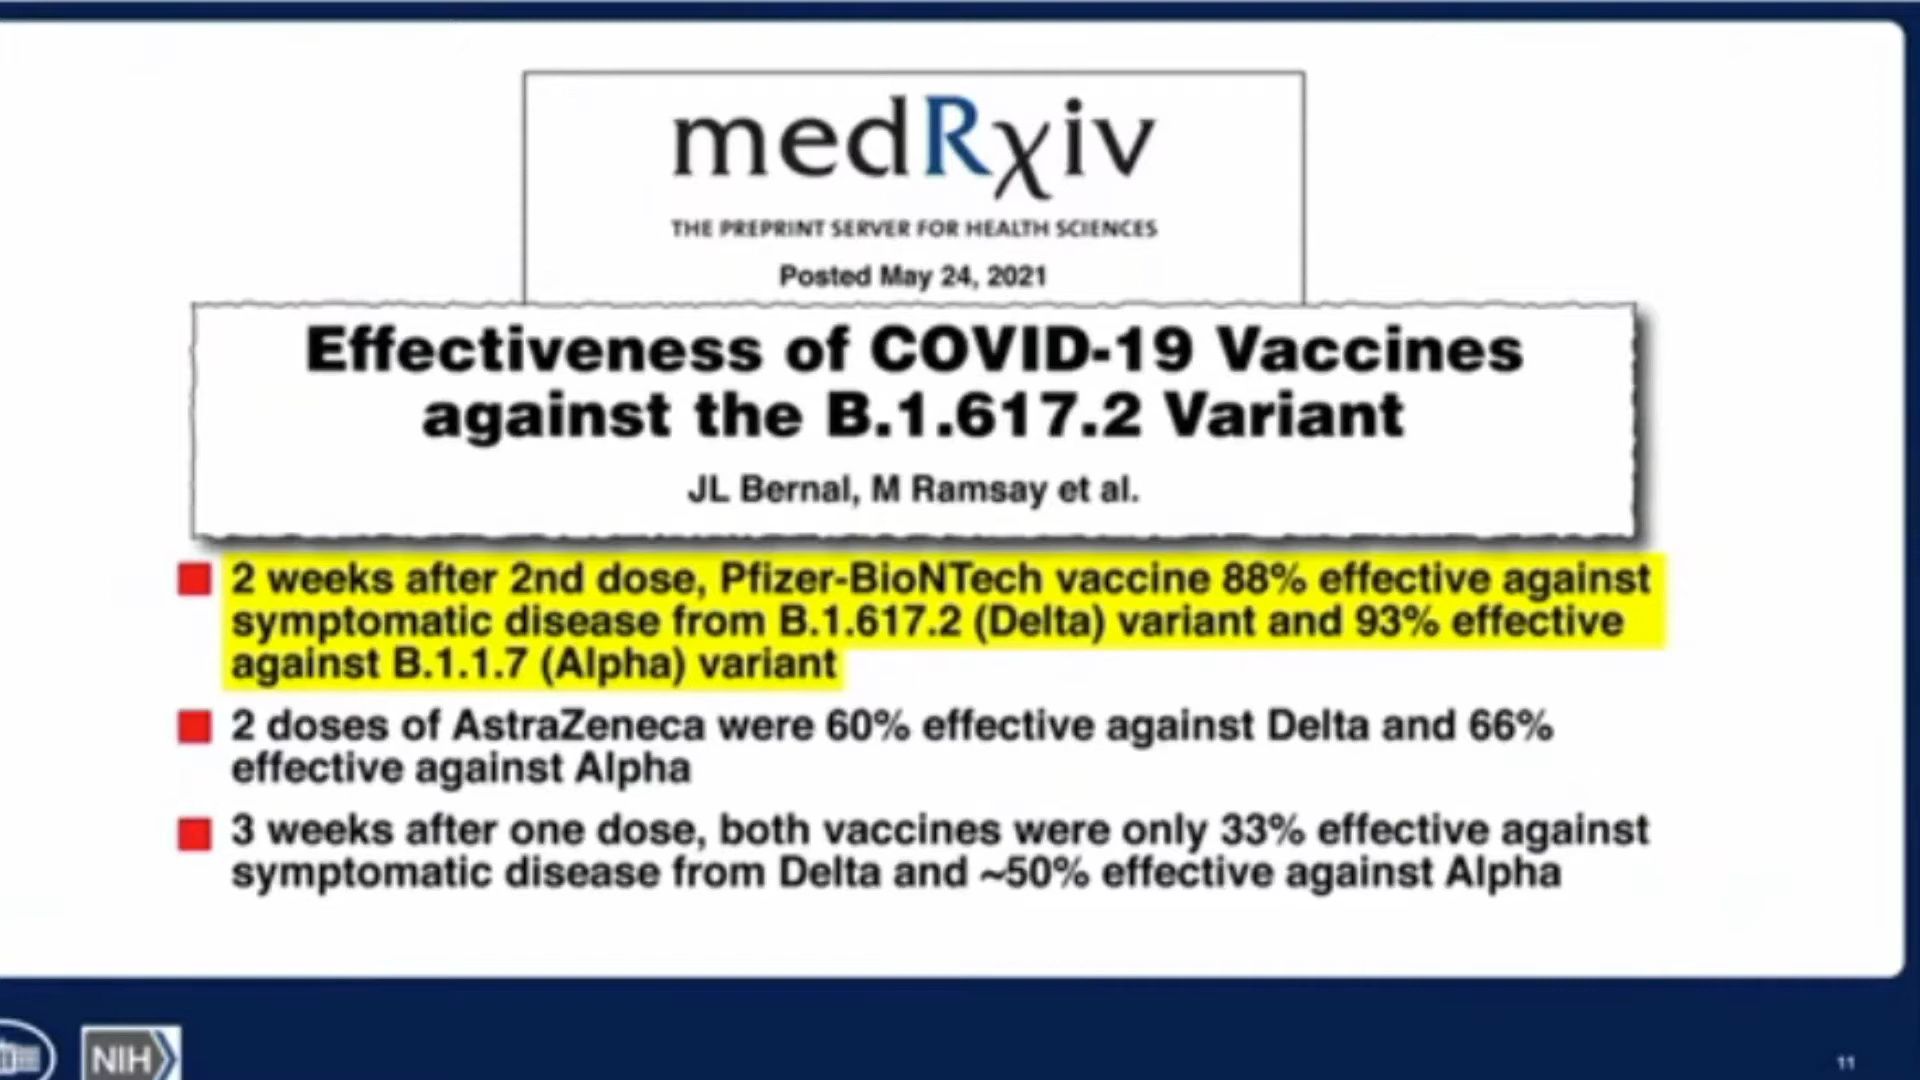 medRχiv
THE PREPRINT SERVER FOR HEALTH SCIENCES
Posted May 24, 2021
Effectiveness of COVID-19 Vaccines
against the B.1.617.2 Variant
JL Bernal, M Ramsay et al.
2 weeks after 2nd dose, Pfizer-BioNTech vaccine 88% effective against
symptomatic disease from B.1.617.2 (Delta) variant and 93% effective
against B.1.1.7 (Alpha) variant
2 doses of AstraZeneca were 60% effective against Delta and 66%
effective against Alpha
3 weeks after one dose, both vaccines were only 33% effective against
symptomatic disease from Delta and ~50% effective against Alpha
NIH
11